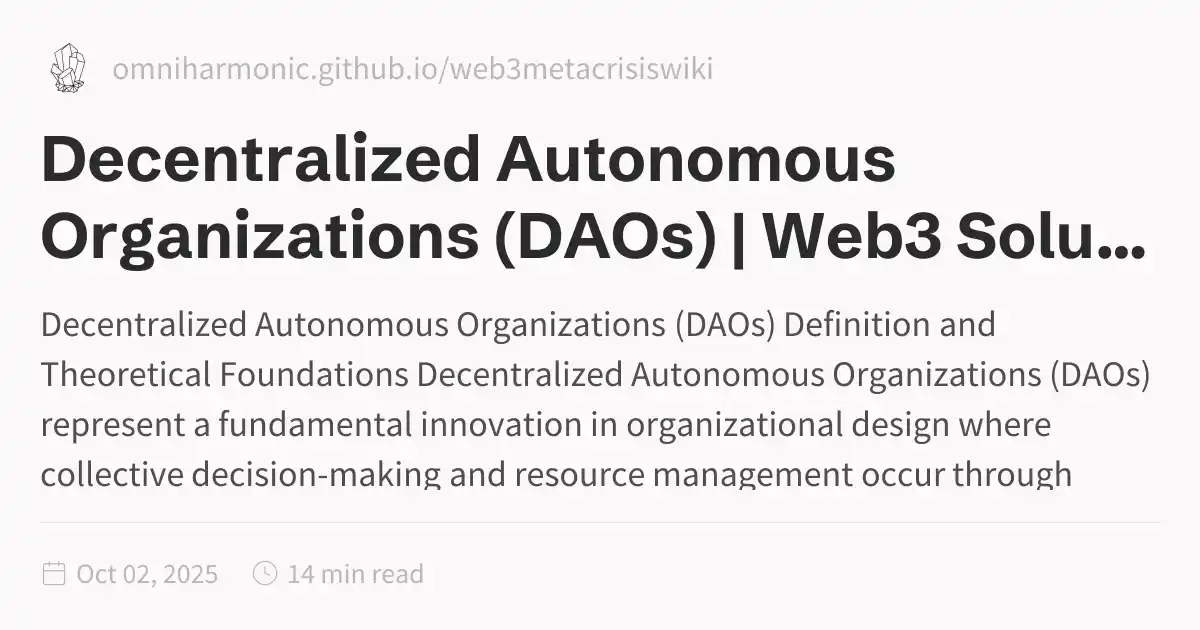 omniharmonic.github.io/web3metacrisiswiki
Decentralized Autonomous
Organizations (DAOs) | Web3 Solu...
Decentralized Autonomous Organizations (DAOs) Definition and
Theoretical Foundations Decentralized Autonomous Organizations (DAOs)
represent a fundamental innovation in organizational design where
collective decision-making and resource management occur through
Oct 02, 2025
14 min read